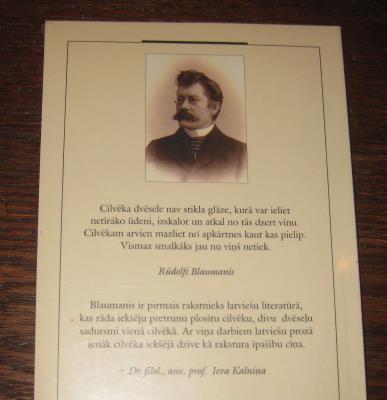 Cilvēka dvēsele nav stikla glāze, kurā var ieliet
netīrāko ūdeni, izskalot un atkal no tās dzert vīnu.
Cilvēkam arvien mazliet no apkārtnes kaut kas pielīp.
Vismaz smalkāks jau nu viņš netiek.
Rūdolfs Blaumanis
Blaumanis ir pirmais rakstnieks latviešu literatūrā,
kas rāda iekšēju pretrunu plosītu cilvēku, divu dvēseļu
sadursmi vienā cilvēkā. Ar viņa darbiem latviešu prozā
ienāk cilvēka iekšējā dzīve kā rakstura īpašību cīņa.
Dr. filol., asoc. prof. Ieva Kalniņa